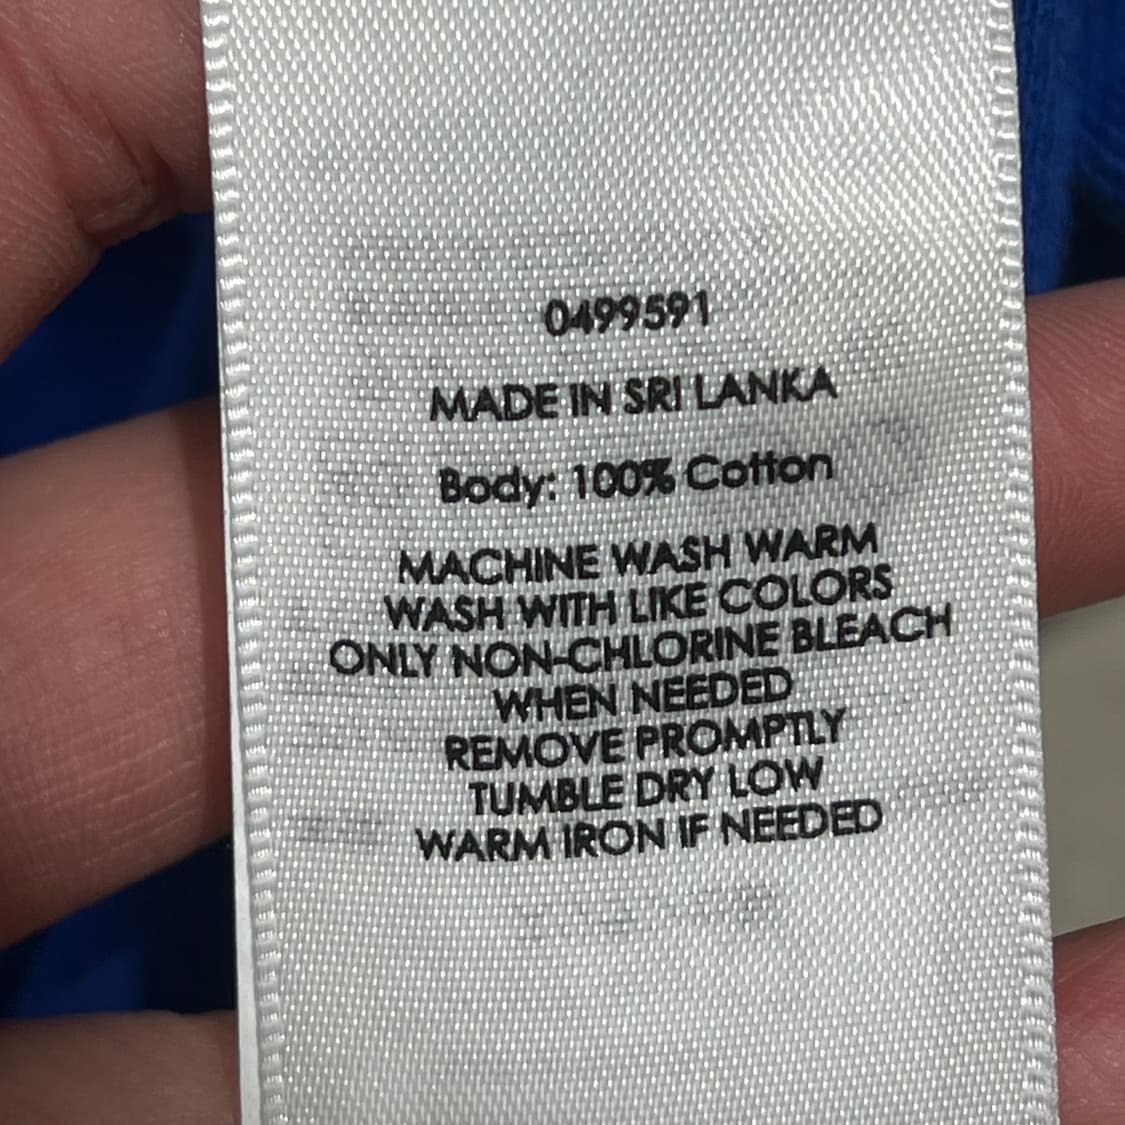 0499591
MADE IN SRI LANKA
Body: 100% Cotton
MACHINE WASH WARM
WASH WITH LIKE COLORS
ONLY NON-CHLORINE BLEACH
WHEN NEEDED
REMOVE PROMPTLY
TUMBLE DRY LOW
WARM IRON IF NEEDED